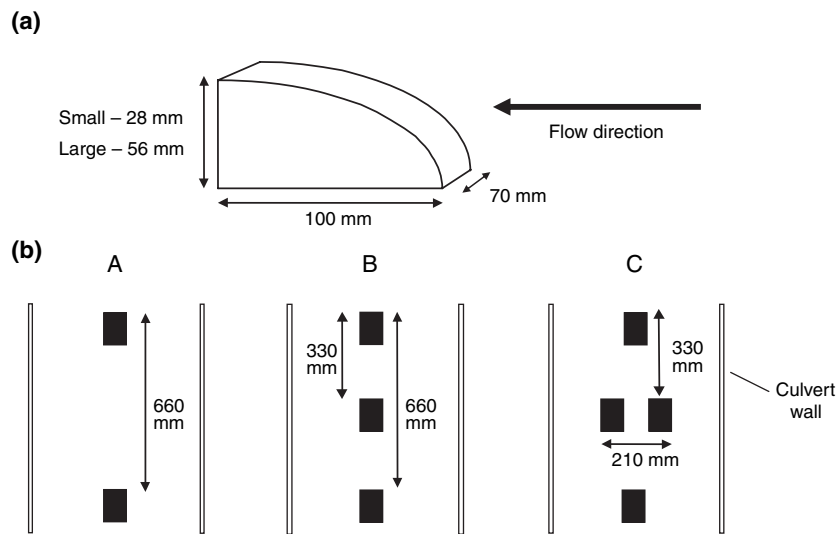 (a)
Small – 28 mm
Large – 56 mm
Flow direction
70 mm
100 mm
(b)
A
B
C
660
mm
330
mm
660
mm
330
mm
210 mm
Culvert
wall